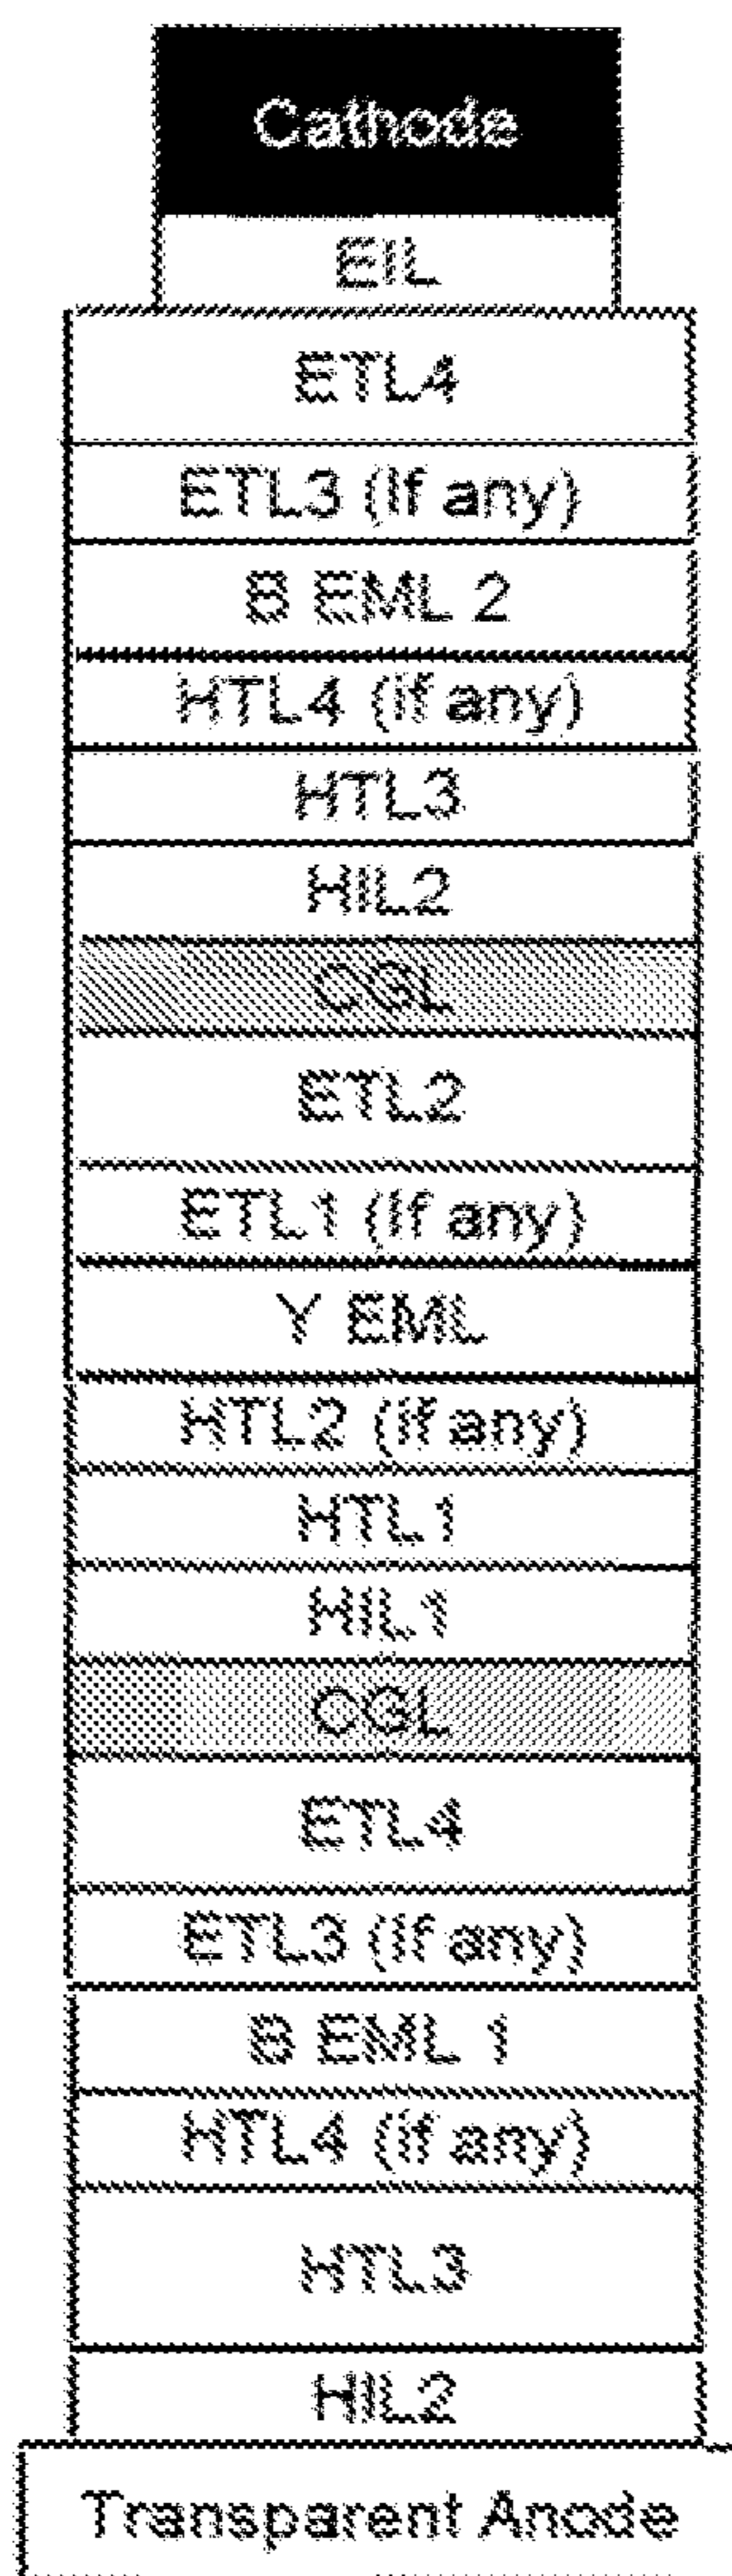 Cathode
EIL
ETL4
ETL3 (if any)
B EML 2
HTL4 (if any)
HTL3
HIL2
CGL
ETL2
ETL1 (if any)
Y EML
HTL2 (if any)
HTL1
HIL1
CGL
ETL4
ETL3 (if any)
B EML 1
HTL4 (if any)
HTL3
HIL2
Transparent Anode